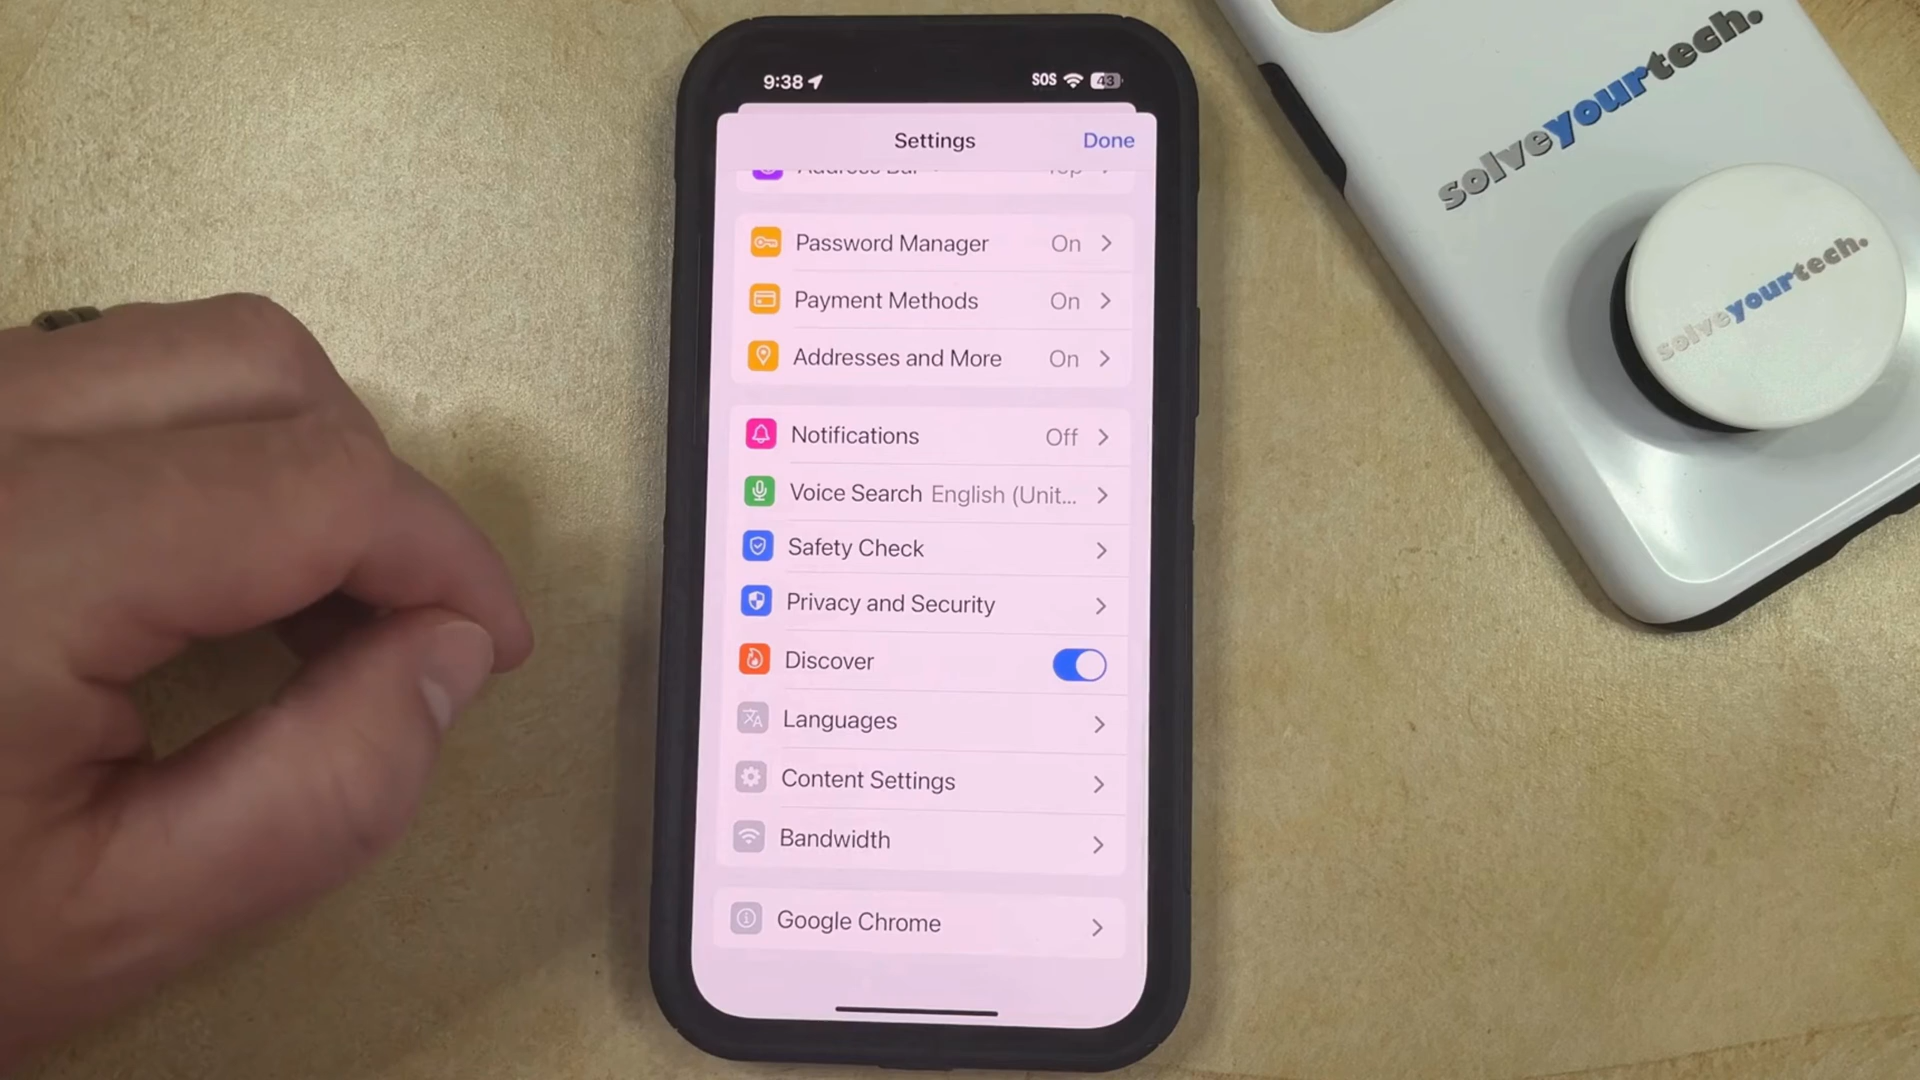 9:38 SOS 43
Settings Done
Address Bar Top
Password Manager On
Payment Methods On
Addresses and More On
Notifications Off
Voice Search English (Unit...
Safety Check
Privacy and Security
Discover
Languages
Content Settings
Bandwidth
Google Chrome
solveyourtech.
solveyourtech.